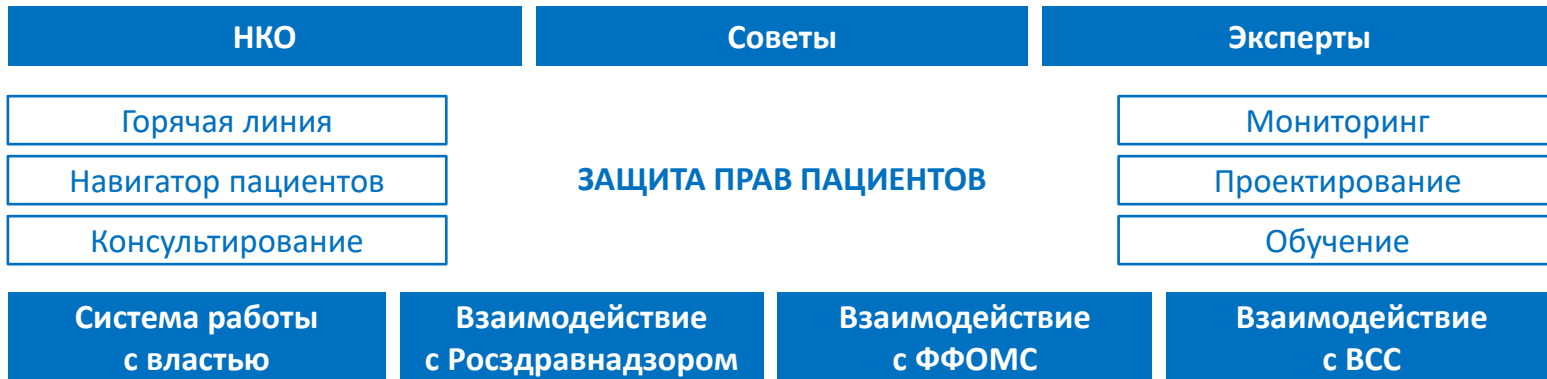 НКО
Советы
Эксперты
Горячая линия
Навигатор пациентов
Консультирование
ЗАЩИТА ПРАВ ПАЦИЕНТОВ
Мониторинг
Проектирование
Обучение
Система работы
с властью
Взаимодействие
с Росздравнадзором
Взаимодействие
с ФФОМС
Взаимодействие
с ВСС